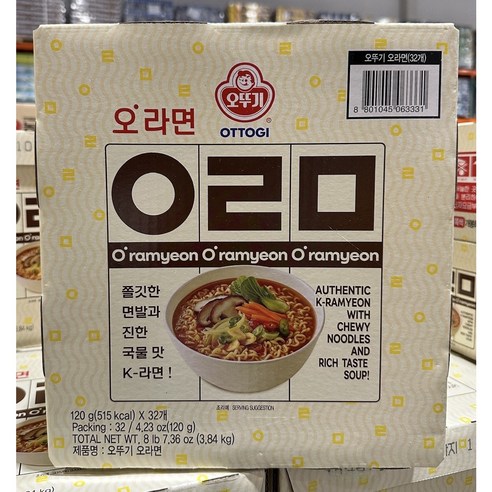 오뚜기 오라면(32개)
8 801045 063331
오뚜기
OTTOGI
오라면
ㅇㄹㅁ
O'ramyeon O'ramyeon O'ramyeon
쫄깃한
면발과
진한
국물 맛
K-라면 !
AUTHENTIC
K-RAMYEON
WITH
CHEWY
NOODLES
AND
RICH TASTE
SOUP!
조리예 SERVING SUGGESTION
120 g(515 kcal) X 32개
Packing : 32 / 4.23 oz(120 g)
TOTAL NET WT. 8 lb 7.36 oz (3.84 kg)
제품명 : 오뚜기 오라면